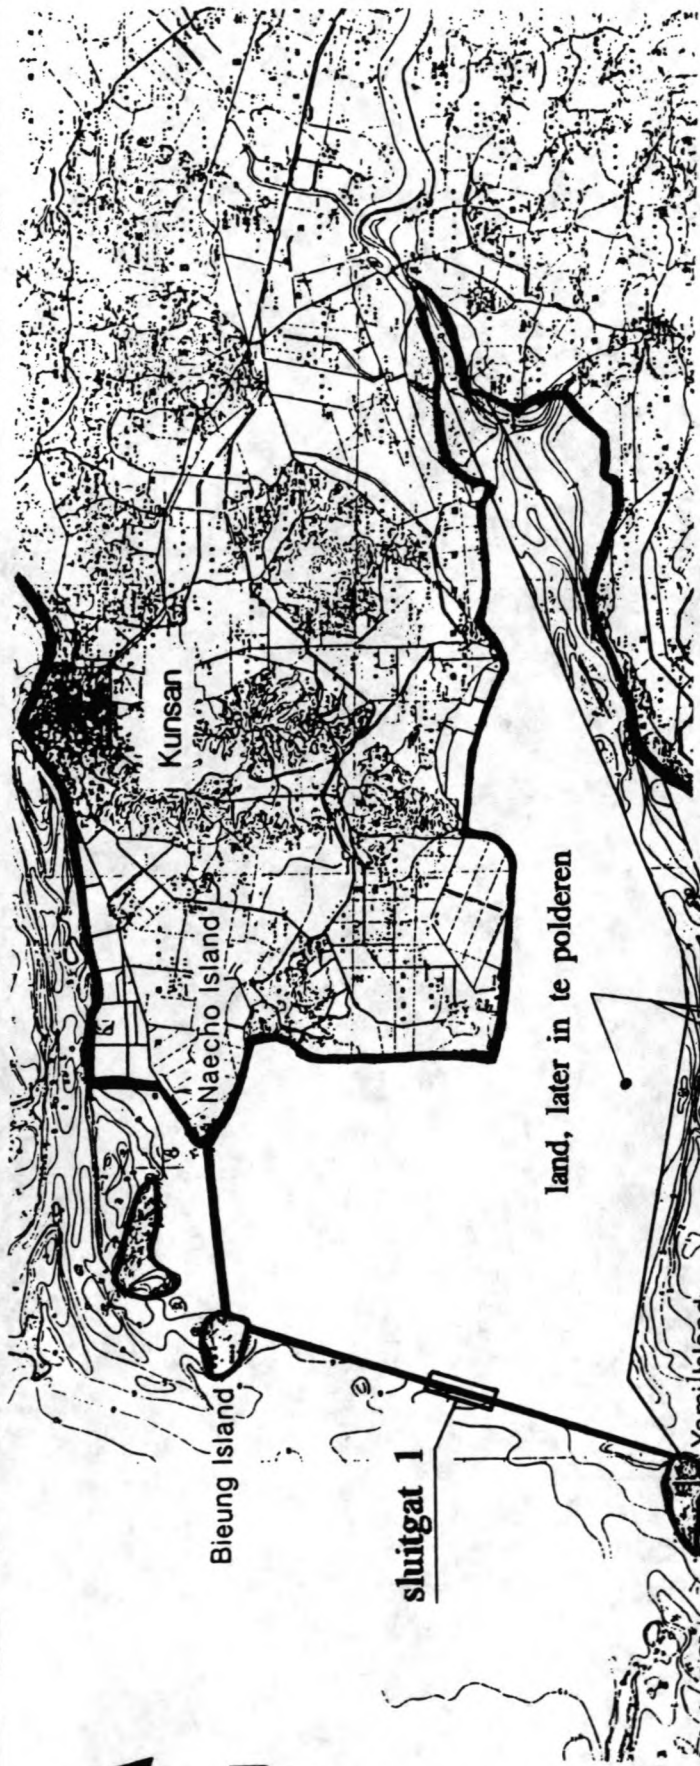 Kunsan
Naecho Island
land, later in te polderen
Bieung Island
sluitgat 1